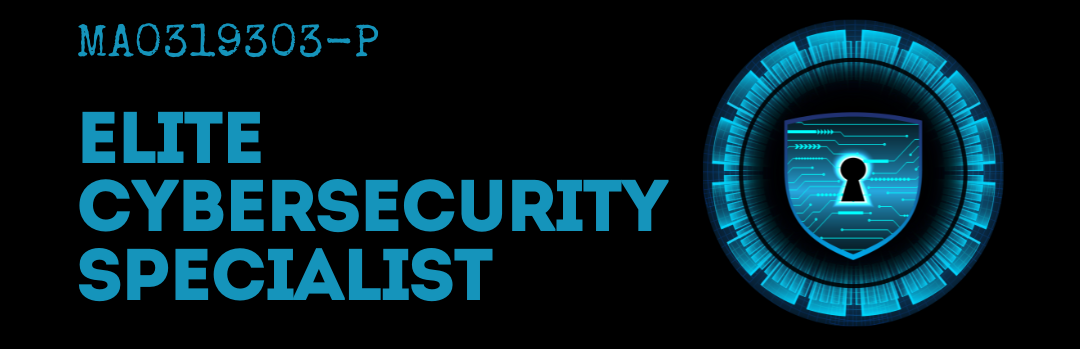 MA0319303-P
ELITE
CYBERSECURITY
SPECIALIST